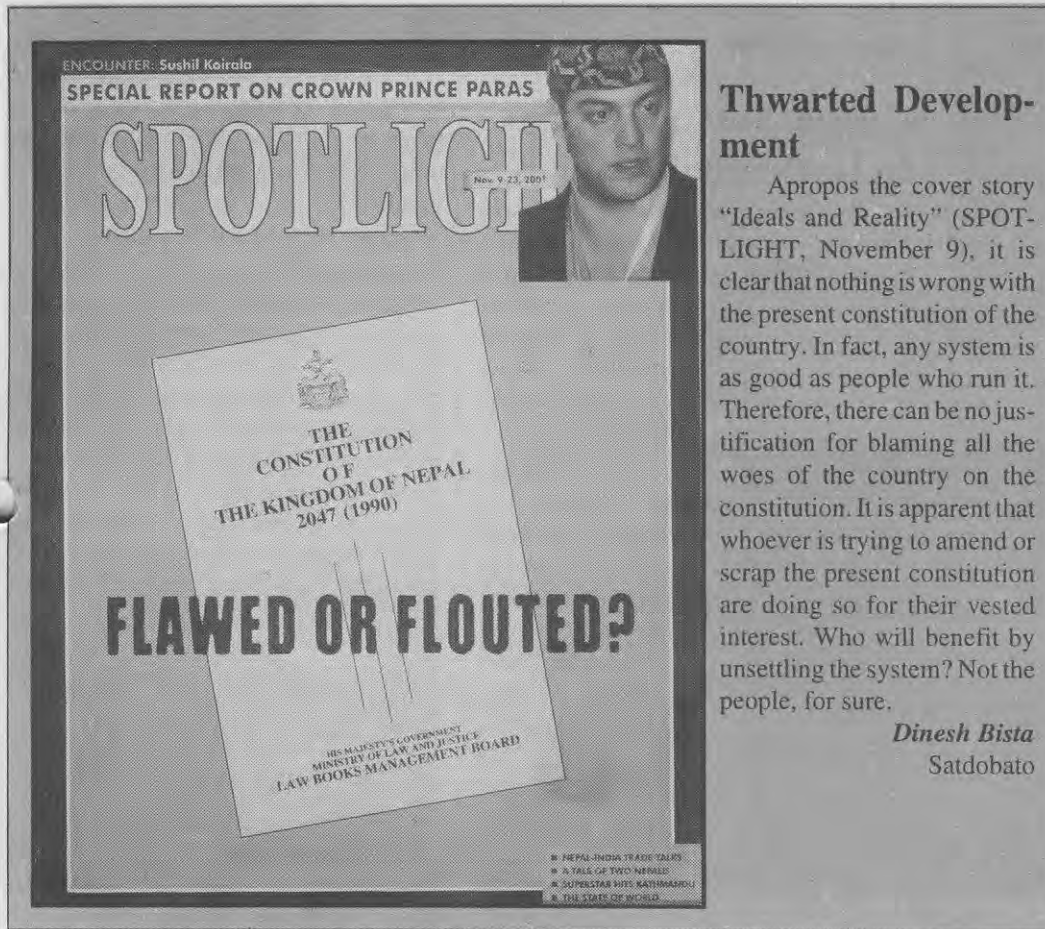 ENCOUNTER: Sushil Koirala
SPECIAL REPORT ON CROWN PRINCE PARAS
SPOTLIGH
Nov. 9-23, 2001
THE
CONSTITUTION
OF
THE KINGDOM OF NEPAL
2047 (1990)
FLAWED OR FLOUTED?
HIS MAJESTY'S GOVERNMENT
MINISTRY OF LAW AND JUSTICE
LAW BOOKS MANAGEMENT BOARD
■ NEPAL-INDIA TRADE TALKS
■ A TALE OF TWO NEPALS
■ SUPERSTAR HITS KATHMANDU
■ THE STATE OF WORLD
Thwarted Develop-
ment
Apropos the cover story
"Ideals and Reality" (SPOT-
LIGHT, November 9), it is
clear that nothing is wrong with
the present constitution of the
country. In fact, any system is
as good as people who run it.
Therefore, there can be no jus-
tification for blaming all the
woes of the country on the
constitution. It is apparent that
whoever is trying to amend or
scrap the present constitution
are doing so for their vested
interest. Who will benefit by
unsettling the system? Not the
people, for sure.
Dinesh Bista
Satdobato